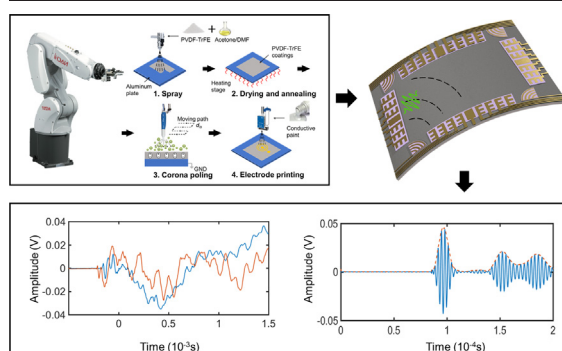 PVDF-TrFE
Acetone/DMF
Aluminum
plate
1. Spray
PVDF-TrFE
coatings
Heating
stage
2. Drying and annealing
Moving path
GND
3. Corona poling
Conductive
paint
4. Electrode printing
0.04
0.02
0
-0.02
-0.04
Amplitude (V)
0
0.5
1
1.5
Time (10⁻³s)
0.05
0
-0.05
Amplitude (V)
0
0.5
1
1.5
2
Time (10⁻⁴s)